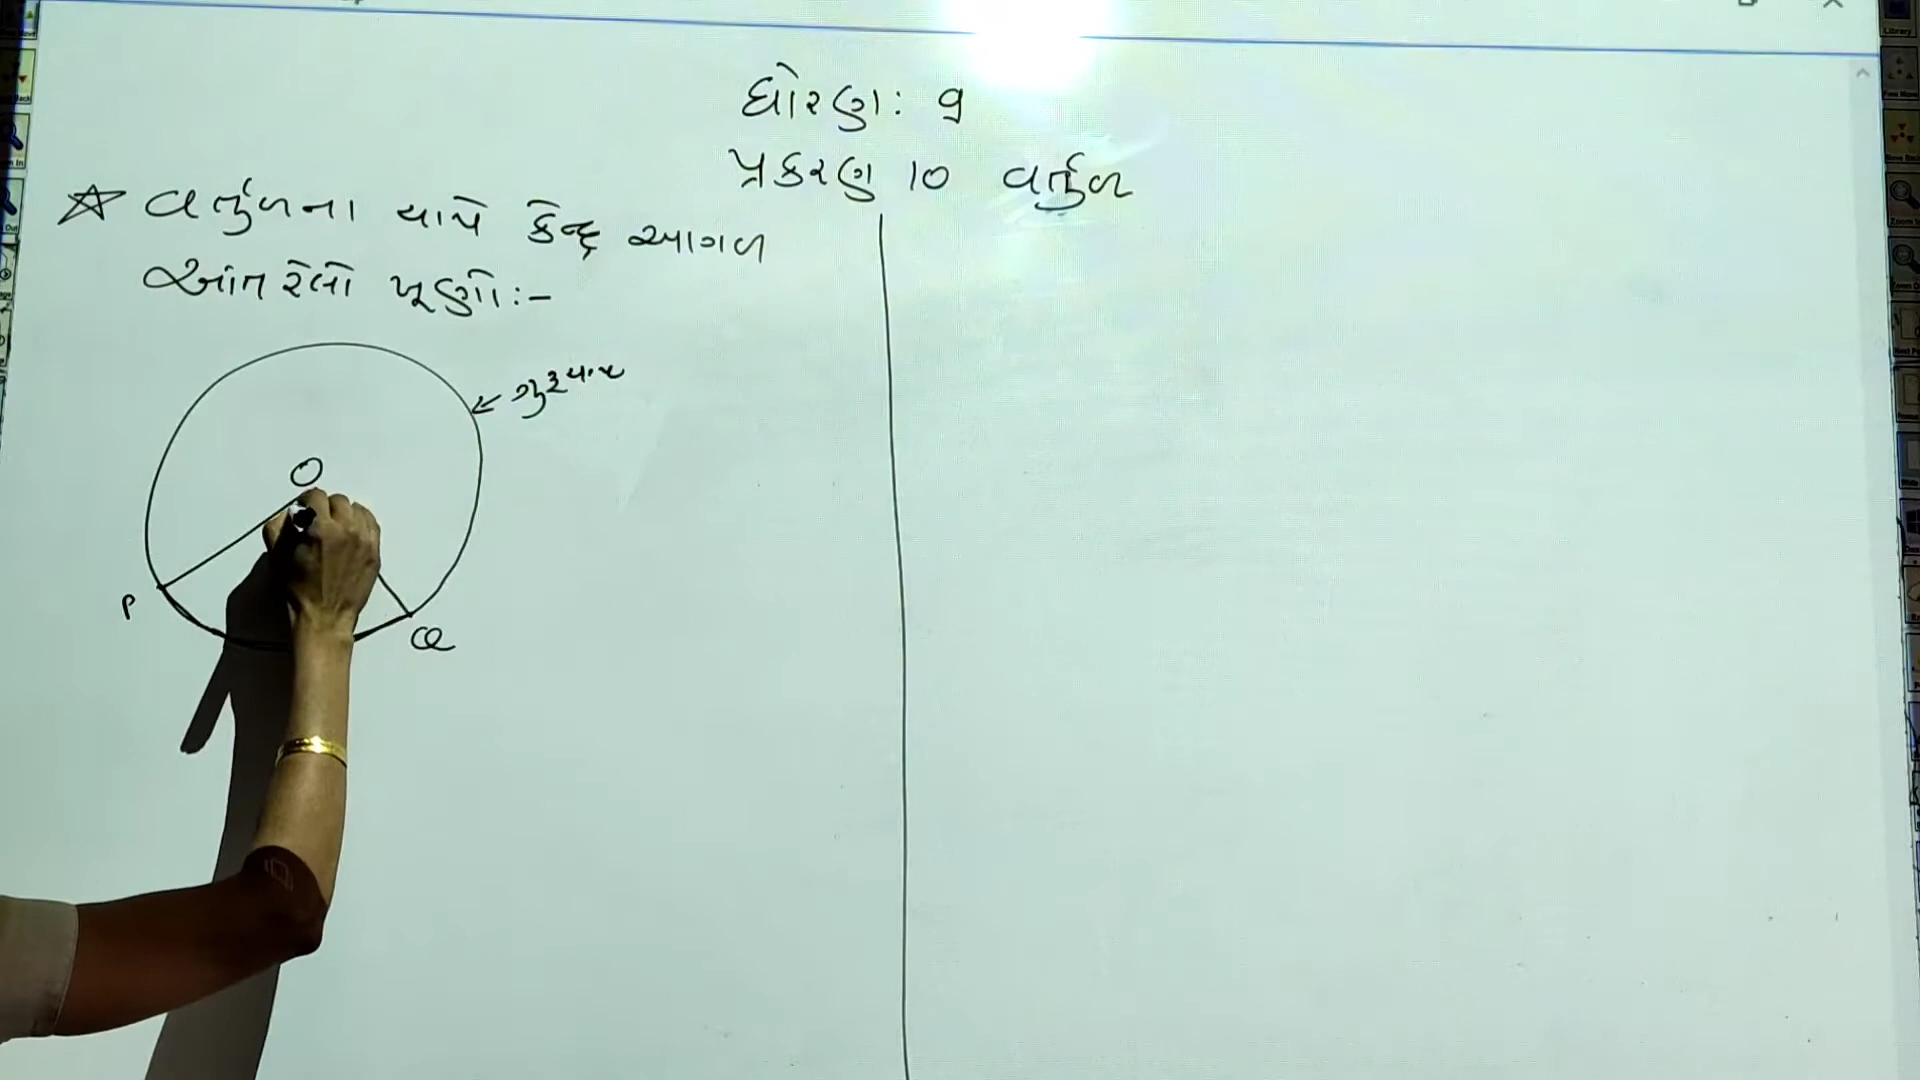 ધોરણ: 9
પ્રકરણ 10 વર્તુળ
☆ વર્તુળના ચાપે કેન્દ્ર આગળ
આંતરેલો ખૂણો:-
← ગુરુચાપ
O
P
Q